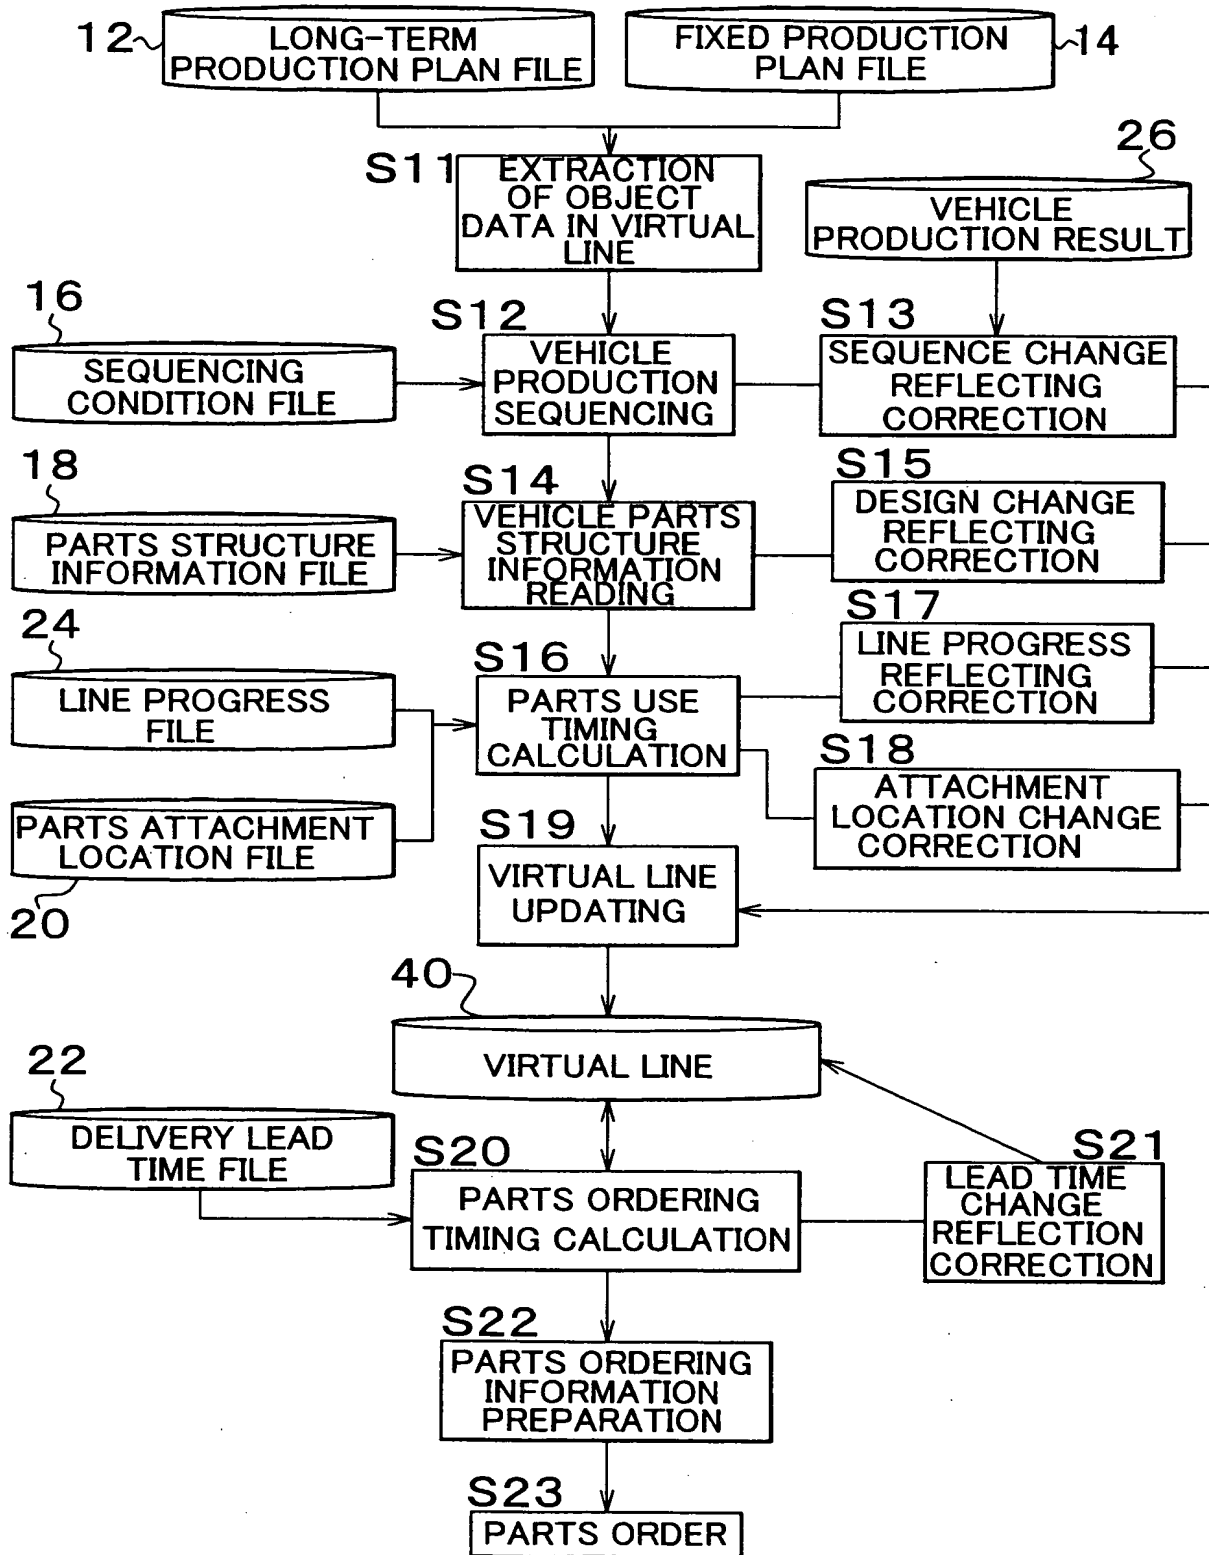 12
LONG-TERM
PRODUCTION PLAN FILE
FIXED PRODUCTION
PLAN FILE
14
S11
EXTRACTION
OF OBJECT
DATA IN VIRTUAL
LINE
26
VEHICLE
PRODUCTION RESULT
16
SEQUENCING
CONDITION FILE
S12
VEHICLE
PRODUCTION
SEQUENCING
S13
SEQUENCE CHANGE
REFLECTING
CORRECTION
18
PARTS STRUCTURE
INFORMATION FILE
S14
VEHICLE PARTS
STRUCTURE
INFORMATION
READING
S15
DESIGN CHANGE
REFLECTING
CORRECTION
24
LINE PROGRESS
FILE
S16
PARTS USE
TIMING
CALCULATION
S17
LINE PROGRESS
REFLECTING
CORRECTION
PARTS ATTACHMENT
LOCATION FILE
20
S18
ATTACHMENT
LOCATION CHANGE
CORRECTION
S19
VIRTUAL LINE
UPDATING
40
VIRTUAL LINE
22
DELIVERY LEAD
TIME FILE
S20
PARTS ORDERING
TIMING CALCULATION
S21
LEAD TIME
CHANGE
REFLECTION
CORRECTION
S22
PARTS ORDERING
INFORMATION
PREPARATION
S23
PARTS ORDER